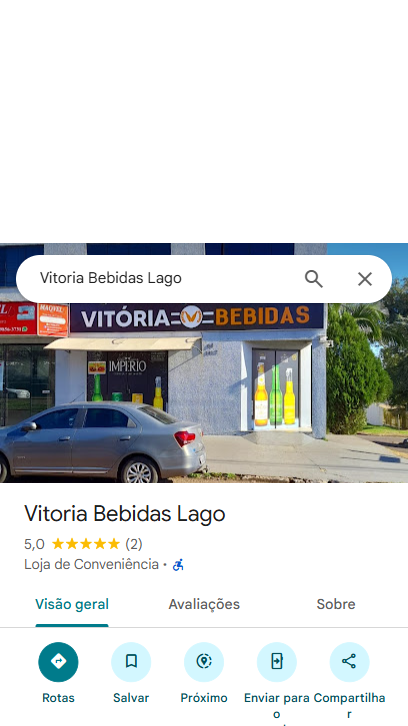 Vitoria Bebidas Lago
VITÓRIA BEBIDAS
IMPÉRIO
Vitoria Bebidas Lago
5,0 (2)
Loja de Conveniência ·
Visão geral
Avaliações
Sobre
Rotas
Salvar
Próximo
Enviar para o
Compartilhar